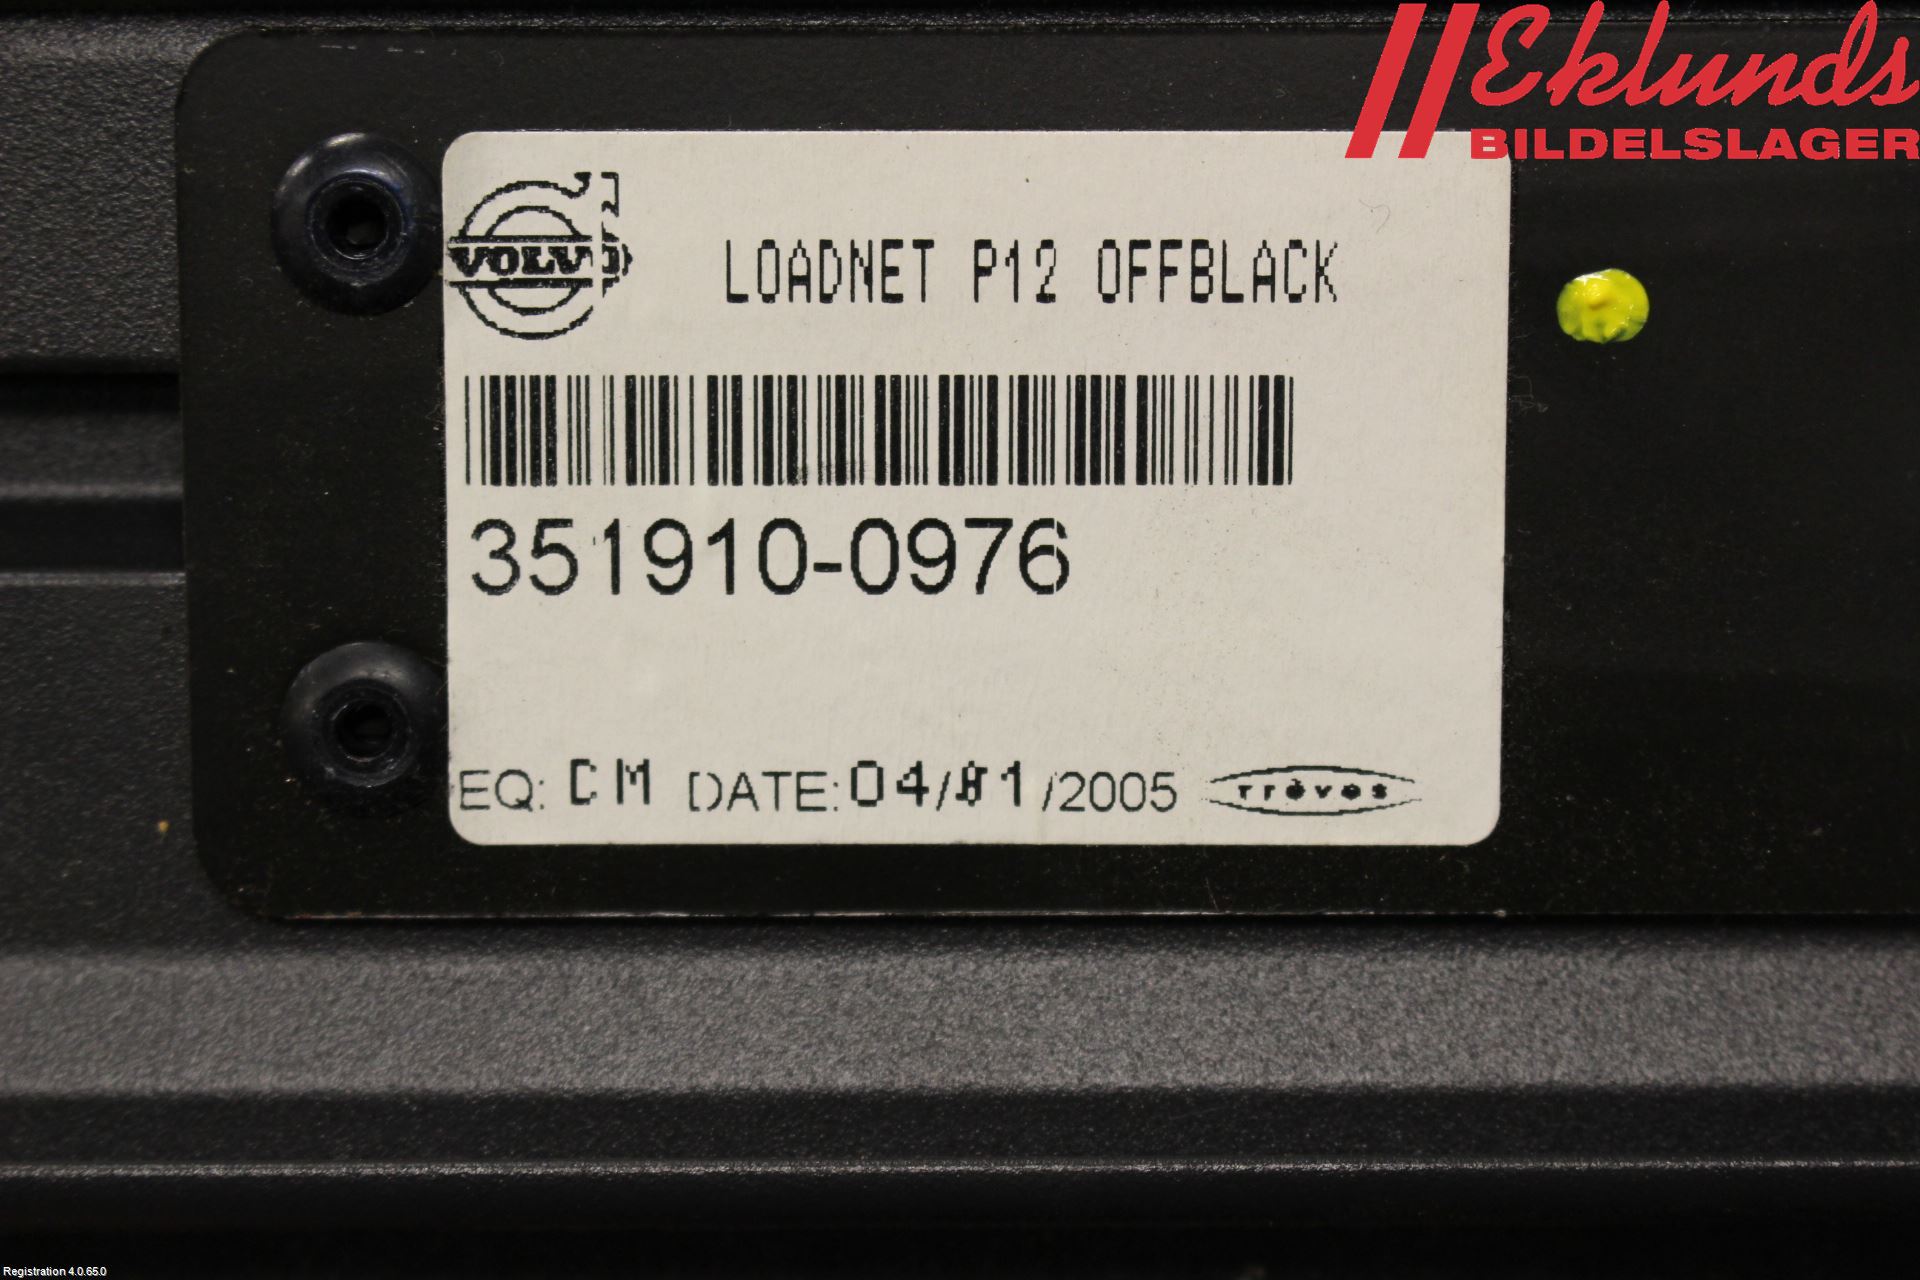 Eklunds
BILDELSLAGER
VOLVO LOADNET P12 OFFBLACK
351910-0976
EQ: CM DATE: 04/01/2005 Trèves
Registration 4.0.65.0